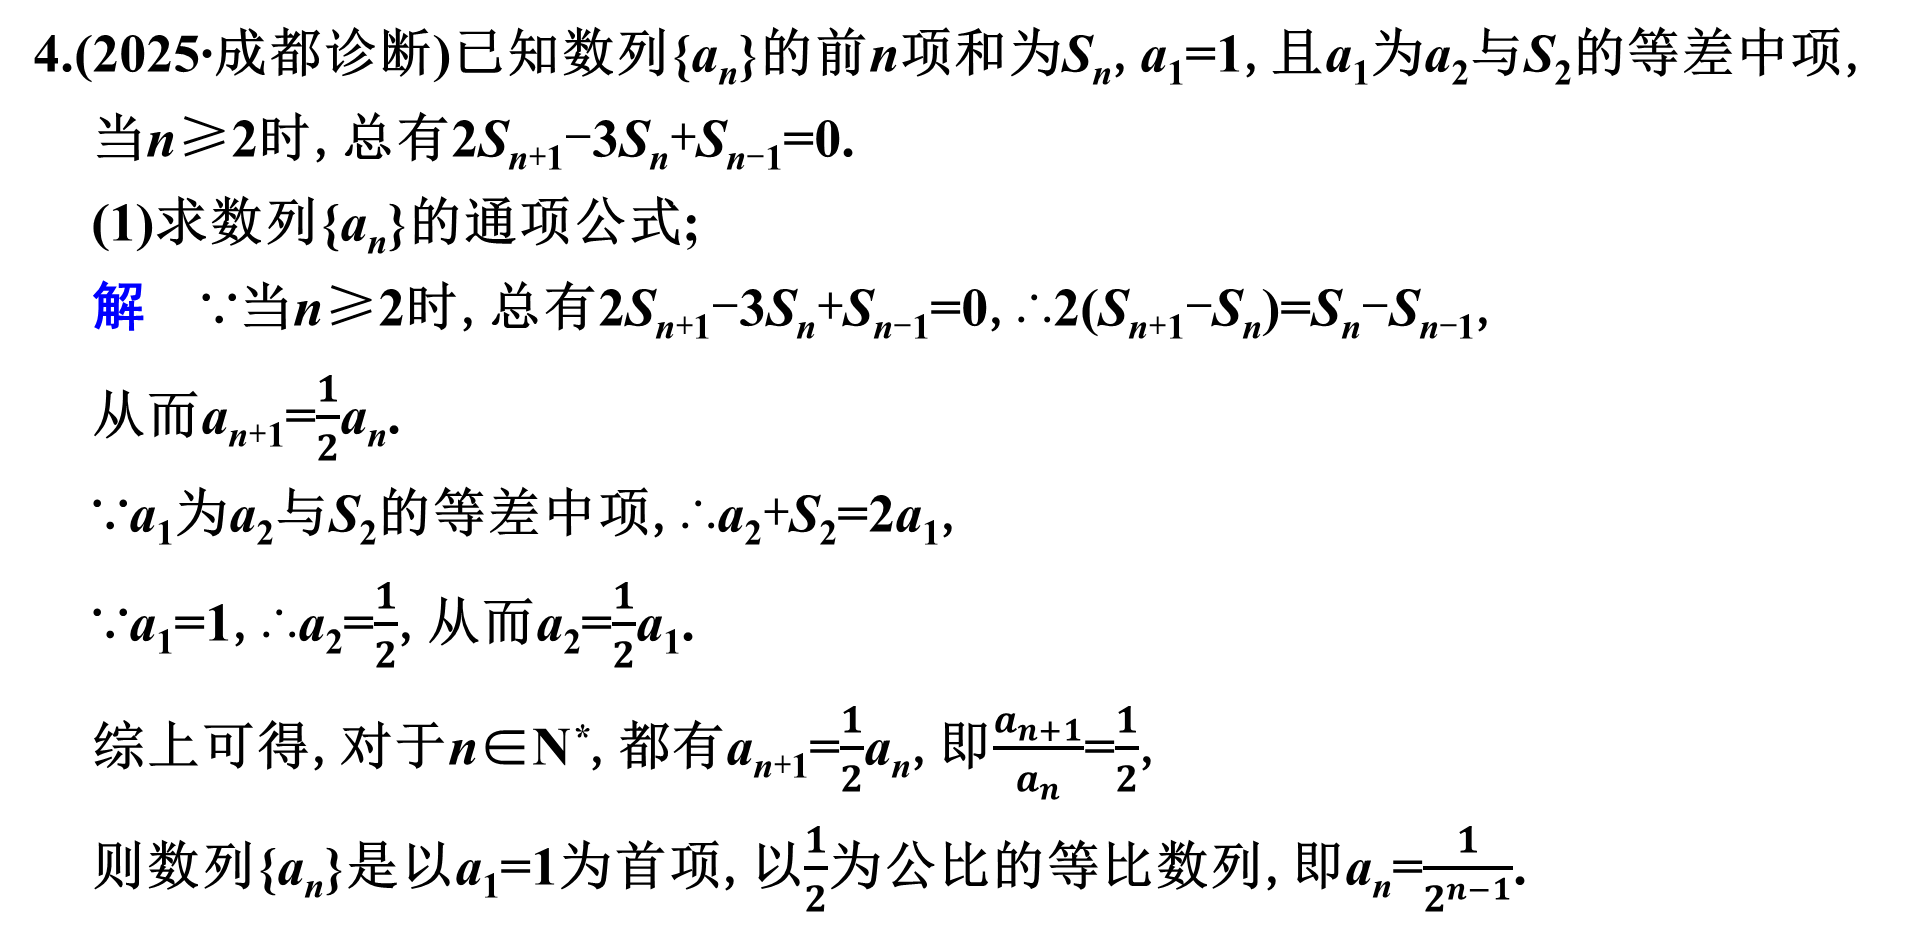 4.(2025·成都诊断)已知数列{aₙ}的前n项和为Sₙ, a₁=1, 且a₁为a₂与S₂的等差中项,
当n≥2时, 总有2Sₙ₊₁−3Sₙ+Sₙ₋₁=0.
(1)求数列{aₙ}的通项公式;
解 ∵当n≥2时, 总有2Sₙ₊₁−3Sₙ+Sₙ₋₁=0, ∴2(Sₙ₊₁−Sₙ)=Sₙ−Sₙ₋₁,
从而aₙ₊₁=1/2aₙ.
∵a₁为a₂与S₂的等差中项, ∴a₂+S₂=2a₁,
∵a₁=1, ∴a₂=1/2, 从而a₂=1/2a₁.
综上可得, 对于n∈N*, 都有aₙ₊₁=1/2aₙ, 即aₙ₊₁/aₙ=1/2,
则数列{aₙ}是以a₁=1为首项, 以1/2为公比的等比数列, 即aₙ=1/2ⁿ⁻¹.